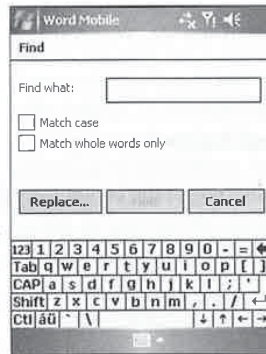 Word Mobile
Find
Find what:
Match case
Match whole words only
Replace... Cancel
123 1 2 3 4 5 6 7 8 9 0 - =
Tab q w e r t y u i o p [ ]
CAP a s d f g h j k l ; '
Shift z x c v b n m , . /
Ctl áü ` \